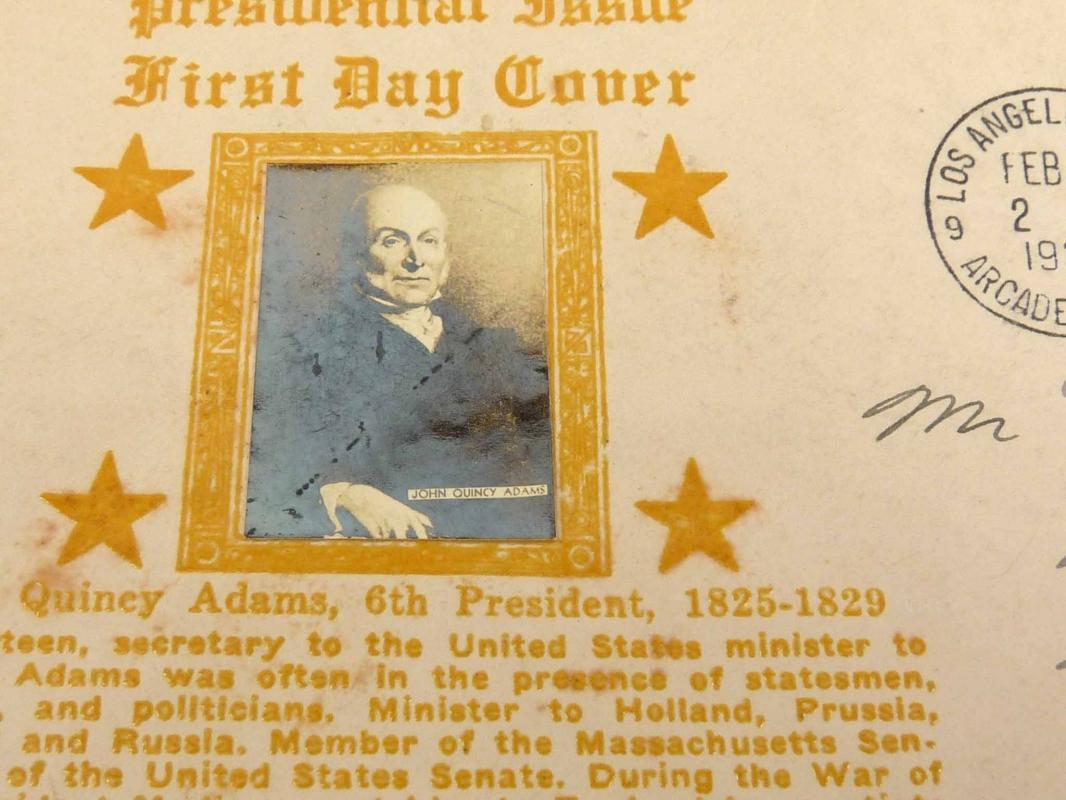 Presidential Issue
First Day Cover
JOHN QUINCY ADAMS
LOS ANGEL
FEB
2
19
9
ARCADE
Mr
Quincy Adams, 6th President, 1825-1829
teen, secretary to the United States minister to
Adams was often in the presence of statesmen,
, and politicians. Minister to Holland, Prussia,
and Russia. Member of the Massachusetts Sen-
of the United States Senate. During the War of